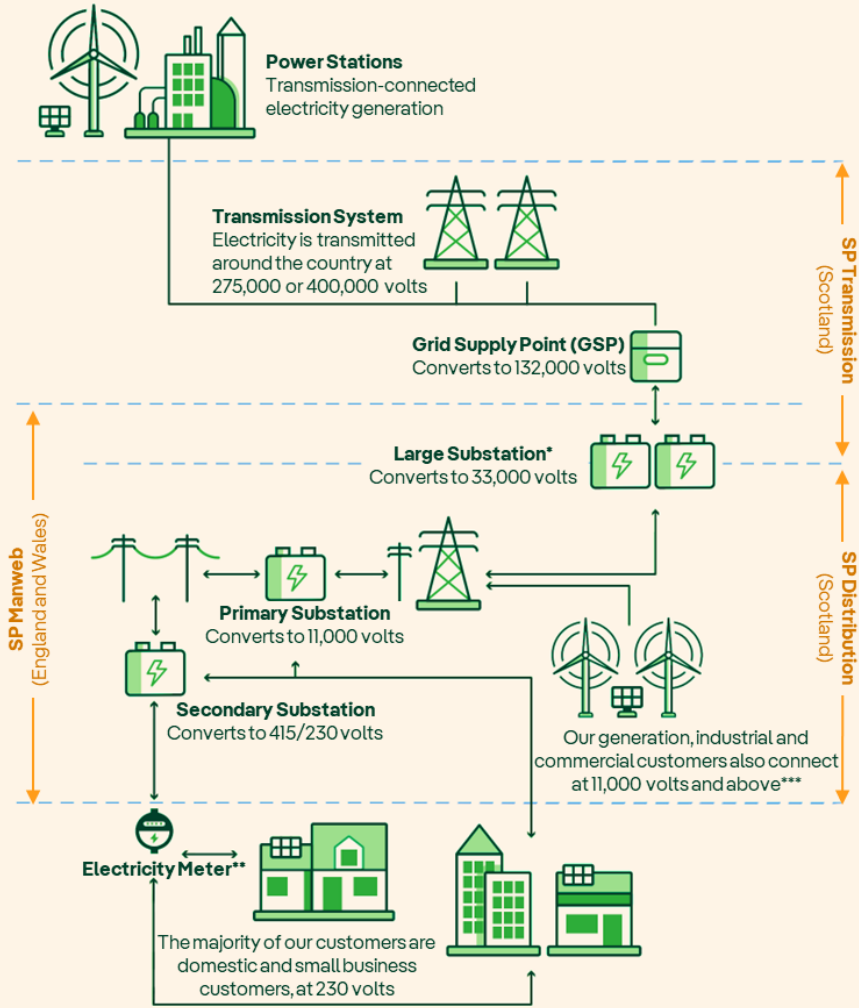 Power Stations
Transmission-connected
electricity generation
Transmission System
Electricity is transmitted
around the country at
275,000 or 400,000 volts
SP Transmission
(Scotland)
Grid Supply Point (GSP)
Converts to 132,000 volts
Large Substation*
Converts to 33,000 volts
SP Manweb
(England and Wales)
SP Distribution
(Scotland)
Primary Substation
Converts to 11,000 volts
Secondary Substation
Converts to 415/230 volts
Our generation, industrial and
commercial customers also connect
at 11,000 volts and above***
Electricity Meter**
The majority of our customers are
domestic and small business
customers, at 230 volts